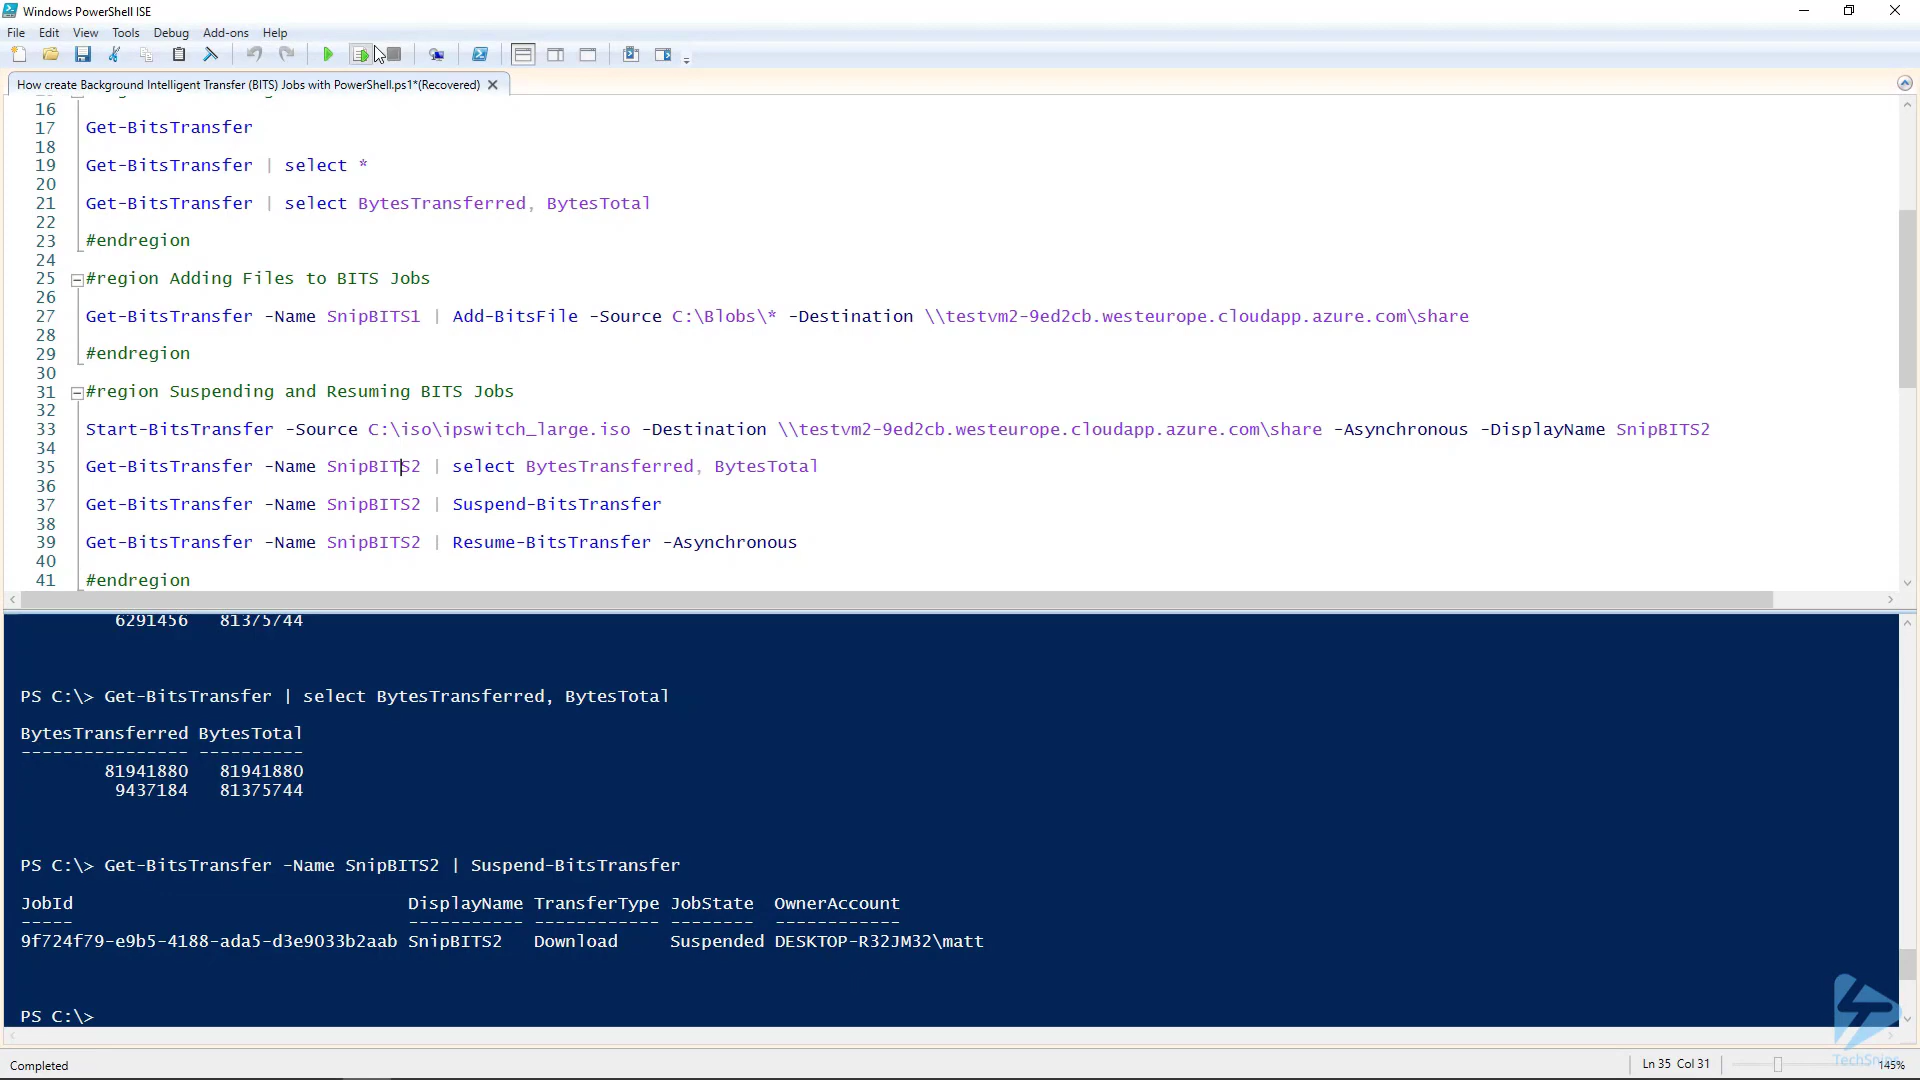 Windows PowerShell ISE
File Edit View Tools Debug Add-ons Help
How create Background Intelligent Transfer (BITS) Jobs with PowerShell.ps1*(Recovered)
16
17 Get-BitsTransfer
18
19 Get-BitsTransfer | select *
20
21 Get-BitsTransfer | select BytesTransferred, BytesTotal
22
23 #endregion
24
25 #region Adding Files to BITS Jobs
26
27 Get-BitsTransfer -Name SnipBITS1 | Add-BitsFile -Source C:\Blobs\* -Destination \\testvm2-9ed2cb.westeurope.cloudapp.azure.com\share
28
29 #endregion
30
31 #region Suspending and Resuming BITS Jobs
32
33 Start-BitsTransfer -Source C:\iso\ipswitch_large.iso -Destination \\testvm2-9ed2cb.westeurope.cloudapp.azure.com\share -Asynchronous -DisplayName SnipBITS2
34
35 Get-BitsTransfer -Name SnipBITS2 | select BytesTransferred, BytesTotal
36
37 Get-BitsTransfer -Name SnipBITS2 | Suspend-BitsTransfer
38
39 Get-BitsTransfer -Name SnipBITS2 | Resume-BitsTransfer -Asynchronous
40
41 #endregion
6291456 81375744
PS C:\> Get-BitsTransfer | select BytesTransferred, BytesTotal
BytesTransferred BytesTotal
---------------- ----------
81941880 81941880
9437184 81375744
PS C:\> Get-BitsTransfer -Name SnipBITS2 | Suspend-BitsTransfer
JobId DisplayName TransferType JobState OwnerAccount
----- ----------- ------------ -------- ------------
9f724f79-e9b5-4188-ada5-d3e9033b2aab SnipBITS2 Download Suspended DESKTOP-R32JM32\matt
PS C:\>
Completed
Ln 35 Col 31
145%